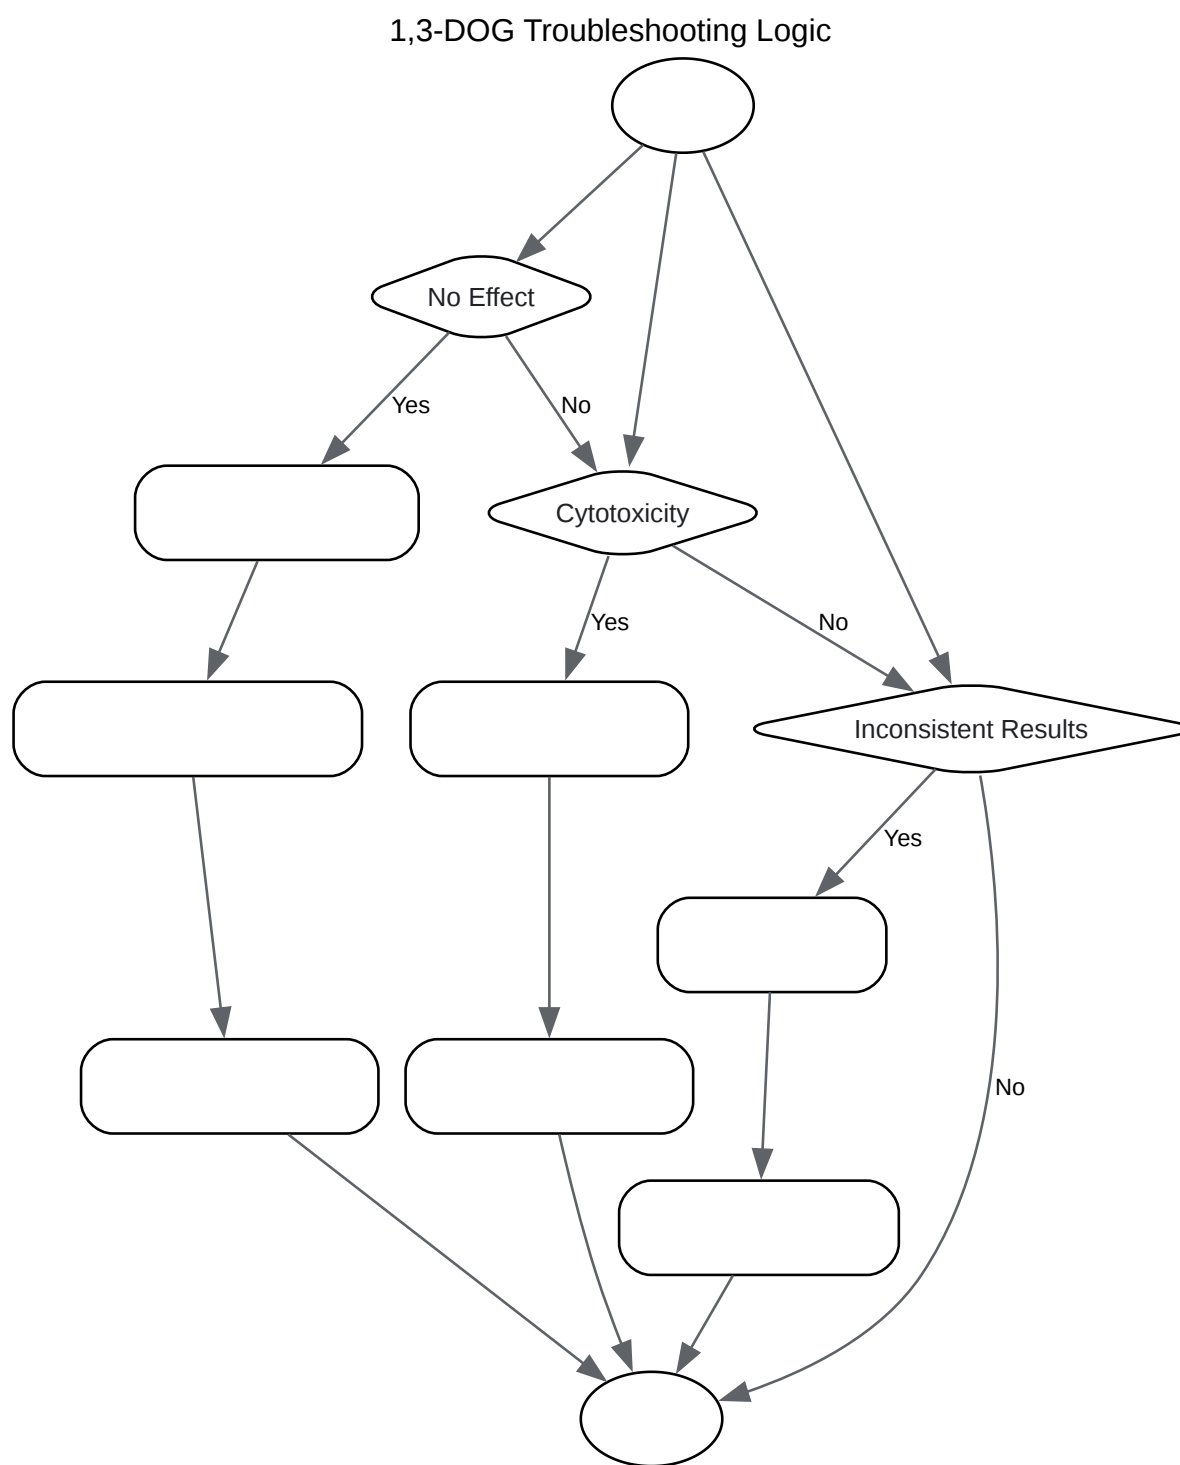 1,3-DOG Troubleshooting Logic
No Effect
Yes
No
Cytotoxicity
Yes
No
Inconsistent Results
Yes
No